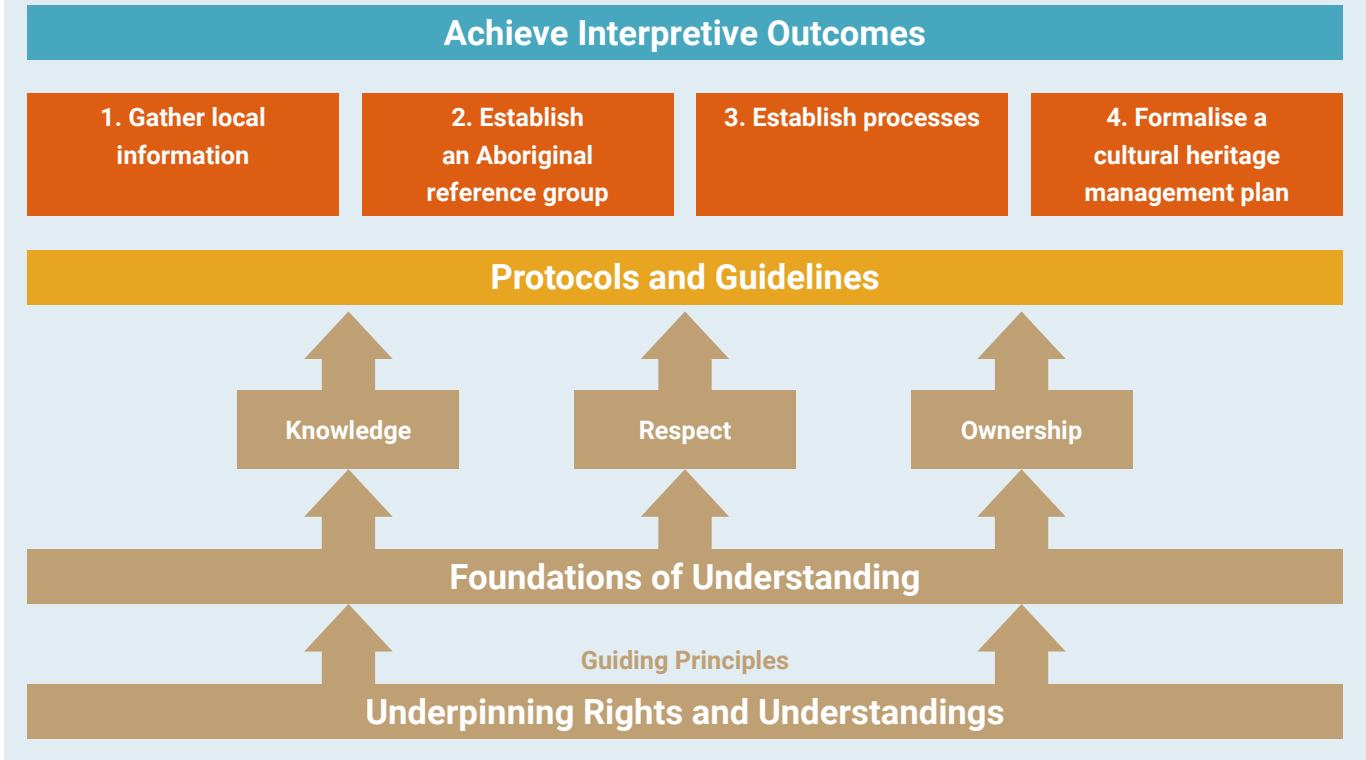 Achieve Interpretive Outcomes
1. Gather local
information
2. Establish
an Aboriginal
reference group
3. Establish processes
4. Formalise a
cultural heritage
management plan
Protocols and Guidelines
Knowledge
Respect
Ownership
Foundations of Understanding
Guiding Principles
Underpinning Rights and Understandings